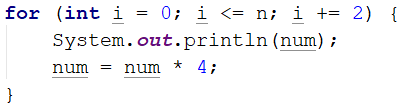 for (int i = 0; i <= n; i += 2) {
    System.out.println(num);
    num = num * 4;
}